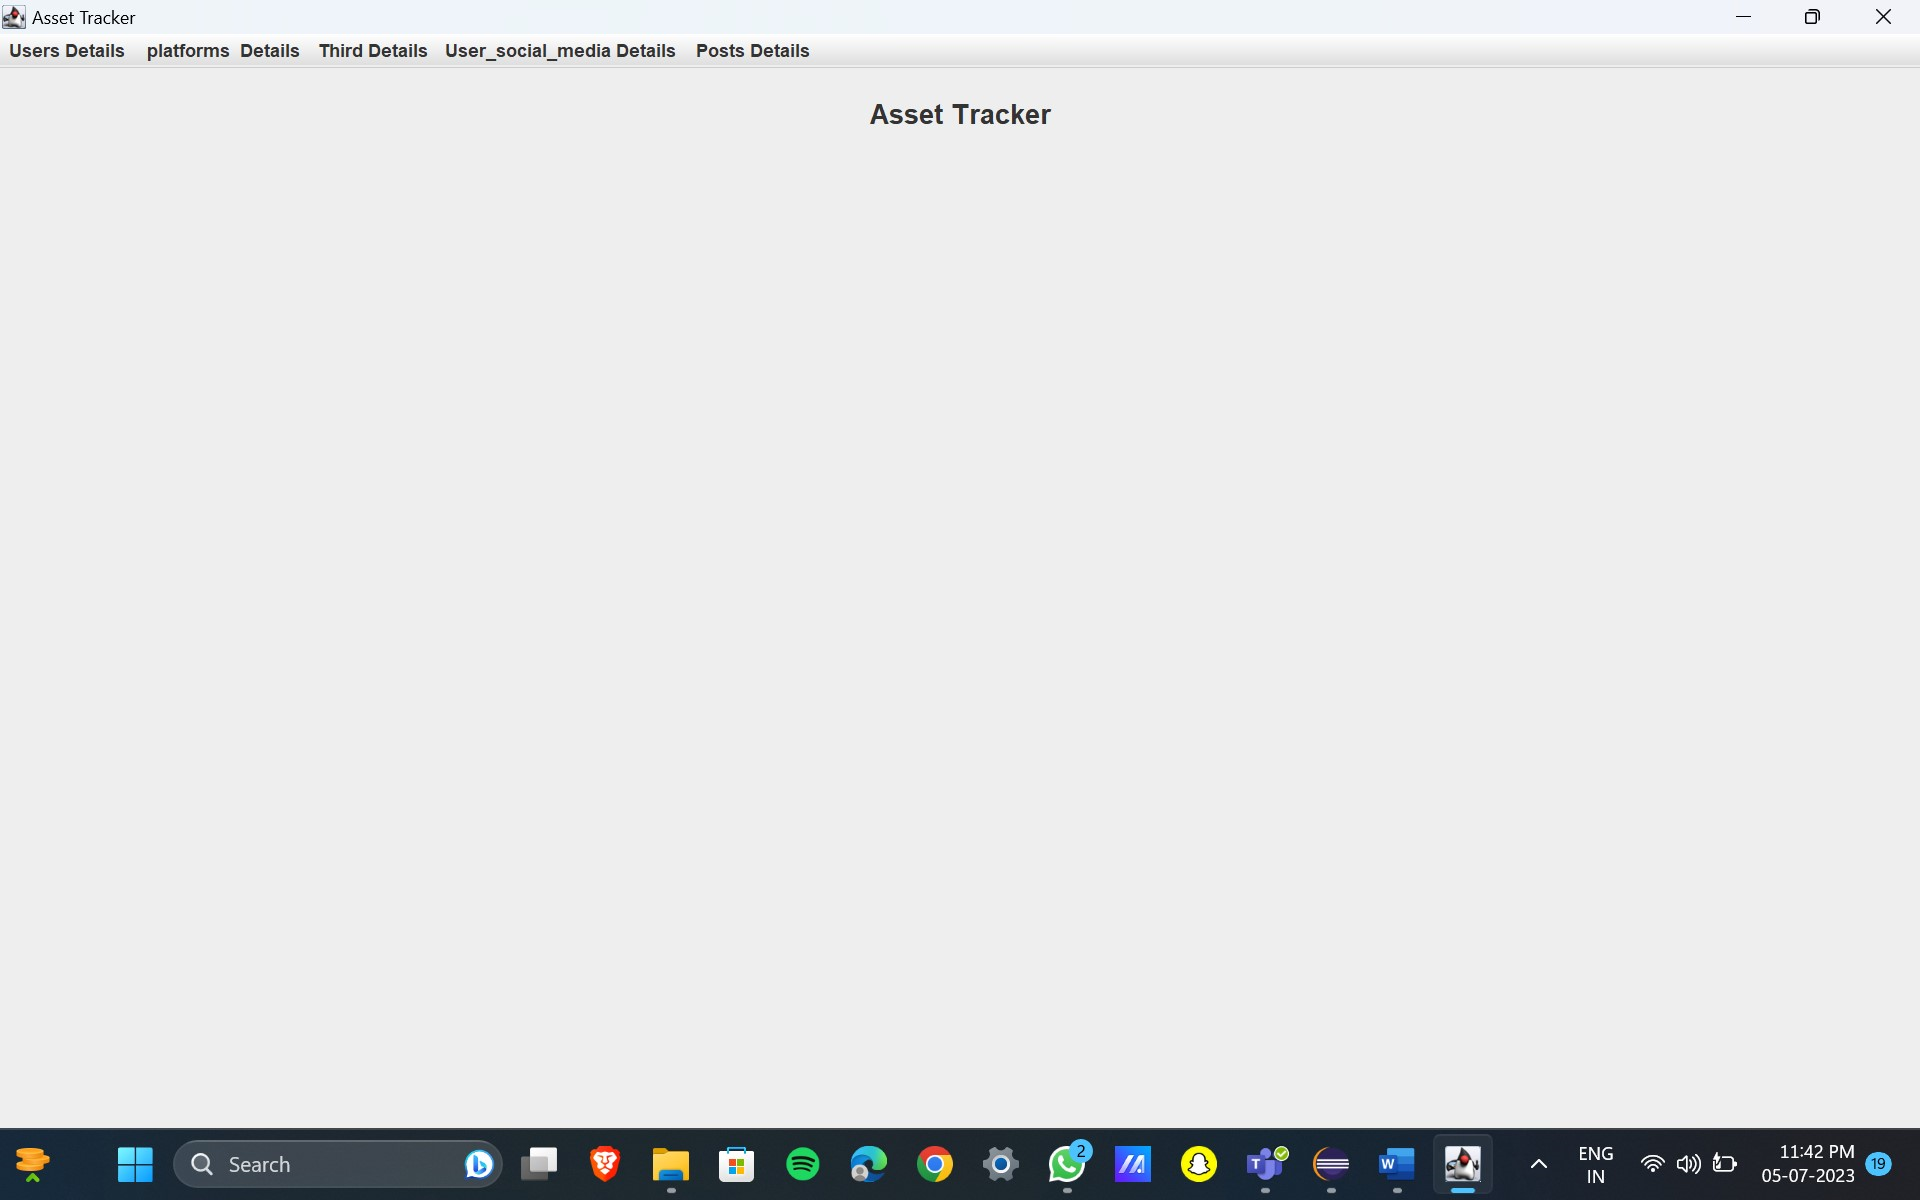 Asset Tracker
Users Details platforms Details Third Details User_social_media Details Posts Details
Asset Tracker
Search
2
T
W
ENG
IN
11:42 PM
05-07-2023
19